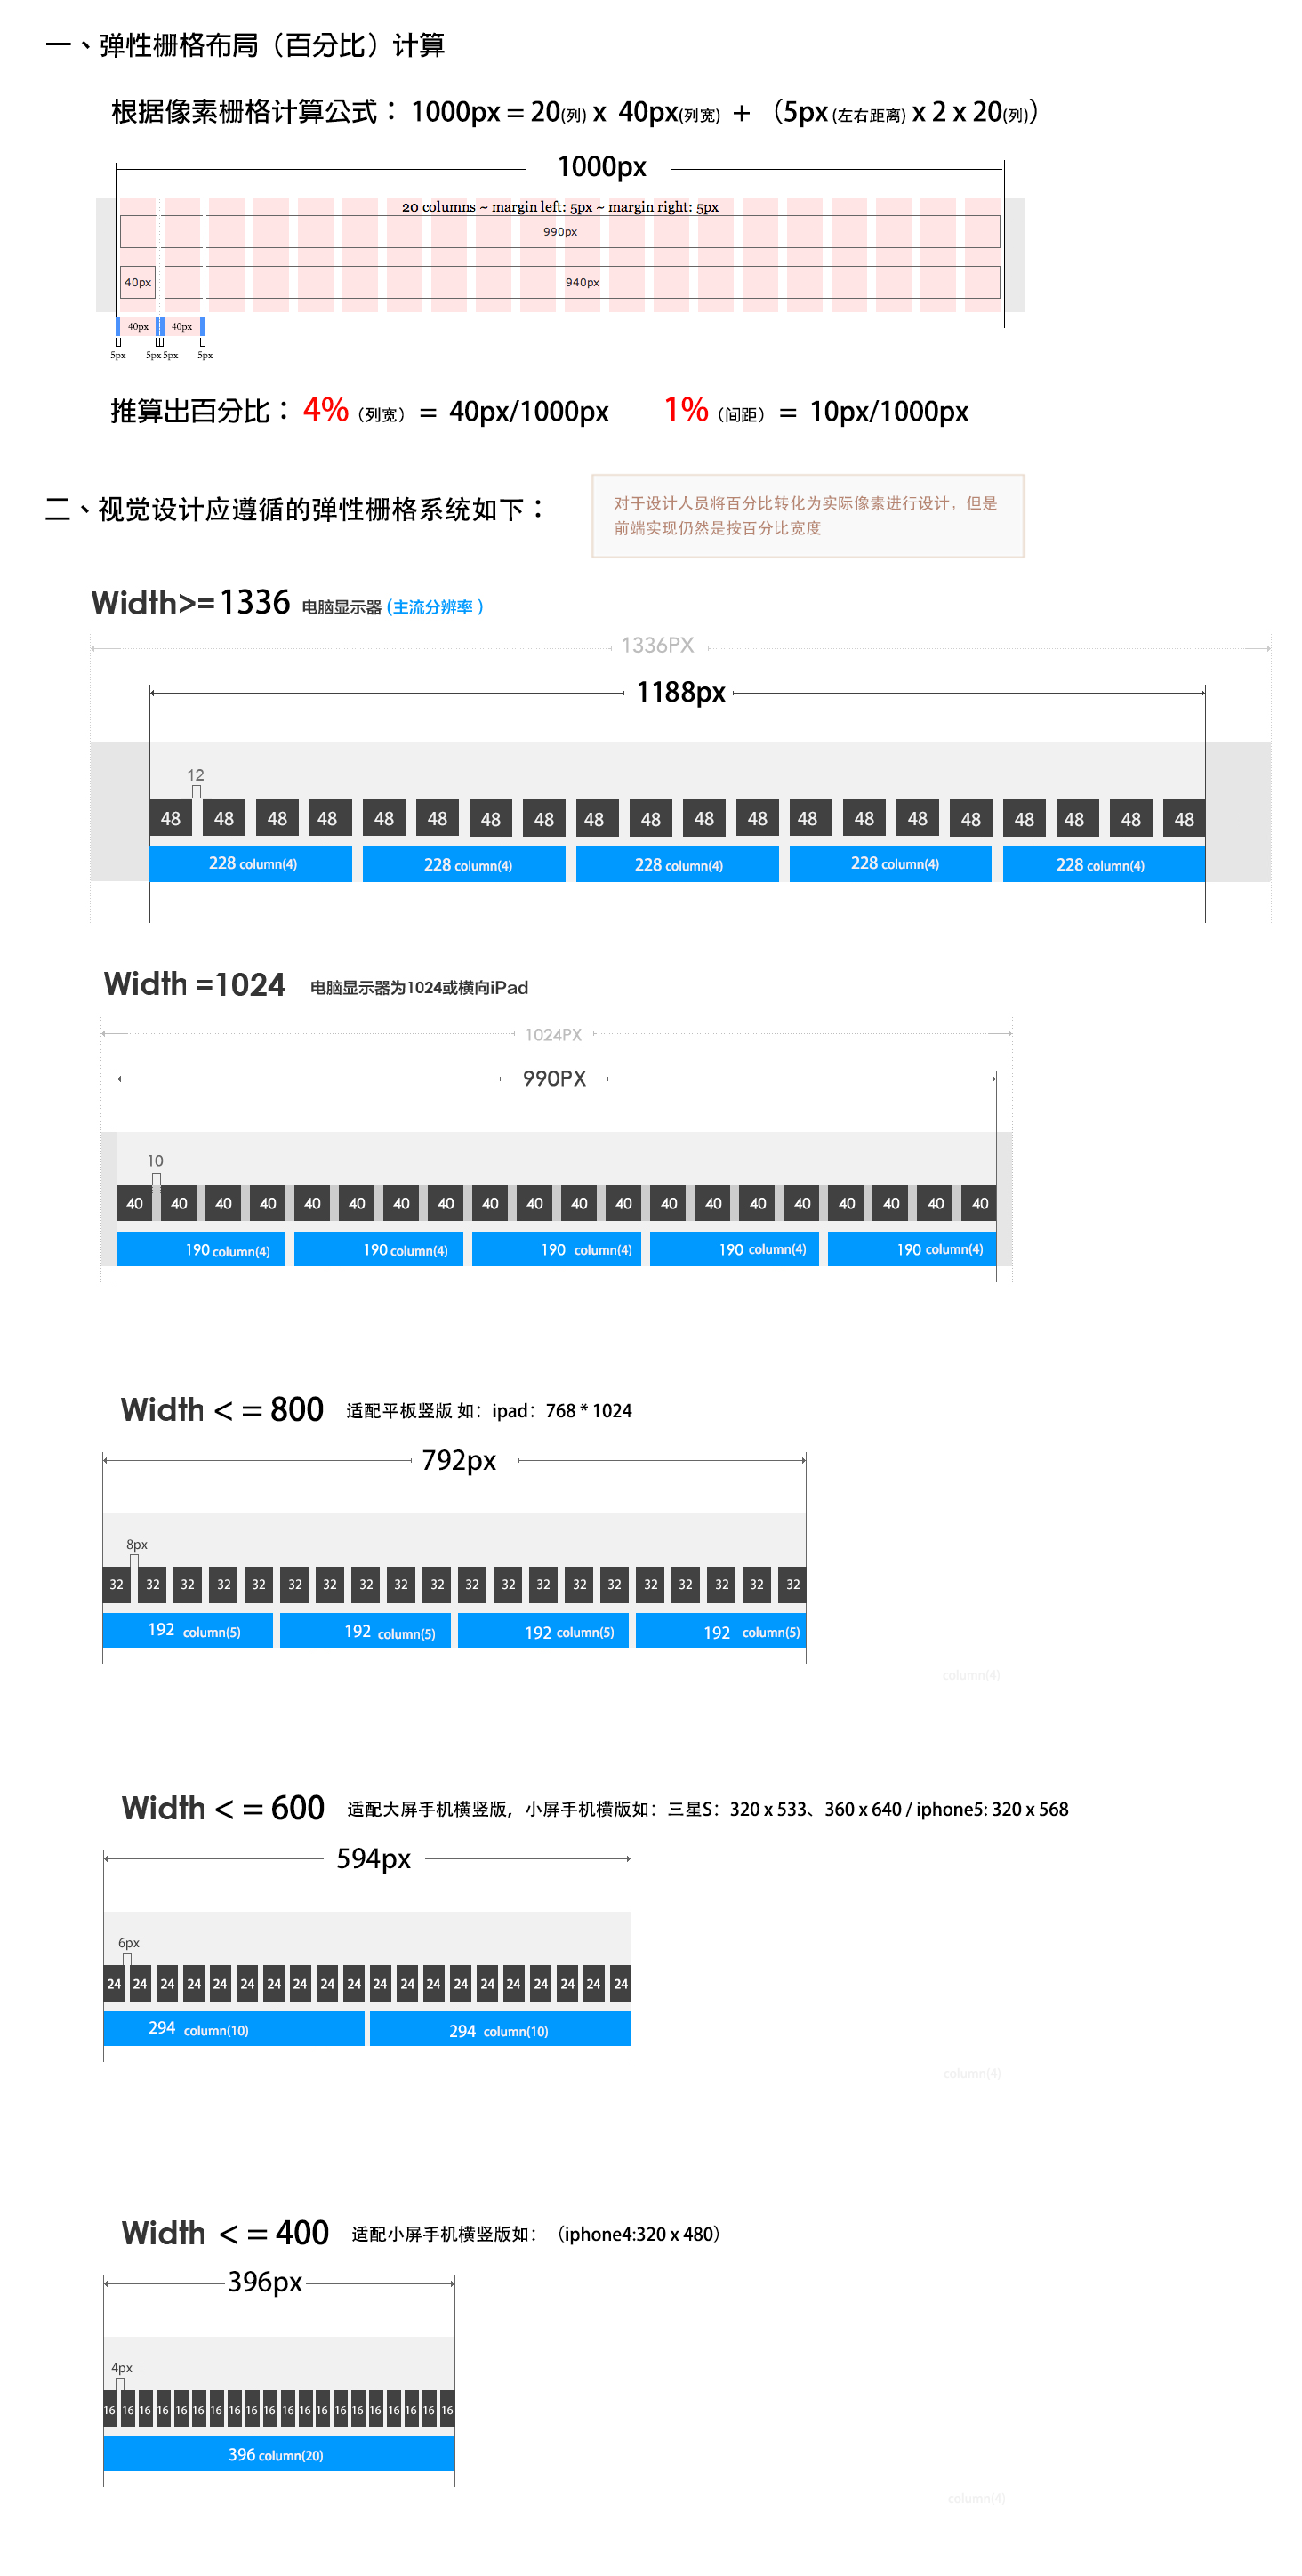 一、弹性栅格布局（百分比）计算
根据像素栅格计算公式： 1000px = 20(列) x 40px(列宽) + （5px (左右距离) x 2 x 20(列)）
1000px
20 columns ~ margin left: 5px ~ margin right: 5px
990px
40px 940px
40px 40px
5px 5px 5px 5px
推算出百分比： 4%（列宽） = 40px/1000px 1%（间距） = 10px/1000px
二、视觉设计应遵循的弹性栅格系统如下：
对于设计人员将百分比转化为实际像素进行设计，但是
前端实现仍然是按百分比宽度
Width>=1336 电脑显示器 (主流分辨率 )
1336PX
1188px
12
48 48 48 48 48 48 48 48 48 48 48 48 48 48 48 48 48 48 48 48
228 column(4) 228 column(4) 228 column(4) 228 column(4) 228 column(4)
Width =1024 电脑显示器为1024或横向iPad
1024PX
990PX
10
40 40 40 40 40 40 40 40 40 40 40 40 40 40 40 40 40 40 40 40
190 column(4) 190 column(4) 190 column(4) 190 column(4) 190 column(4)
Width < = 800 适配平板竖版 如：ipad：768 * 1024
792px
8px
32 32 32 32 32 32 32 32 32 32 32 32 32 32 32 32 32 32 32 32
192 column(5) 192 column(5) 192 column(5) 192 column(5)
column(4)
Width < = 600 适配大屏手机横竖版，小屏手机横版如：三星S：320 x 533、360 x 640 / iphone5: 320 x 568
594px
6px
24 24 24 24 24 24 24 24 24 24 24 24 24 24 24 24 24 24 24 24
294 column(10) 294 column(10)
column(4)
Width < = 400 适配小屏手机横竖版如：（iphone4:320 x 480）
396px
4px
16 16 16 16 16 16 16 16 16 16 16 16 16 16 16 16 16 16 16 16
396 column(20)
column(4)